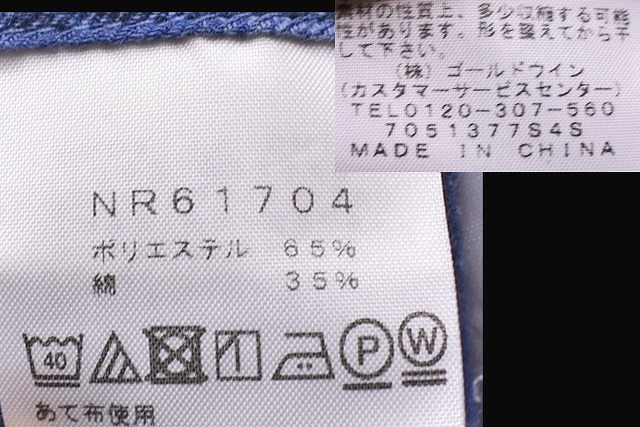 素材の性質上、多少収縮する可能
性があります。形を整えてから干
して下さい。
(株) ゴールドウイン
(カスタマーサービスセンター)
TEL0120-307-560
7051377S4S
MADE IN CHINA
NR61704
ポリエステル 65%
綿 35%
40
P
W
あて布使用